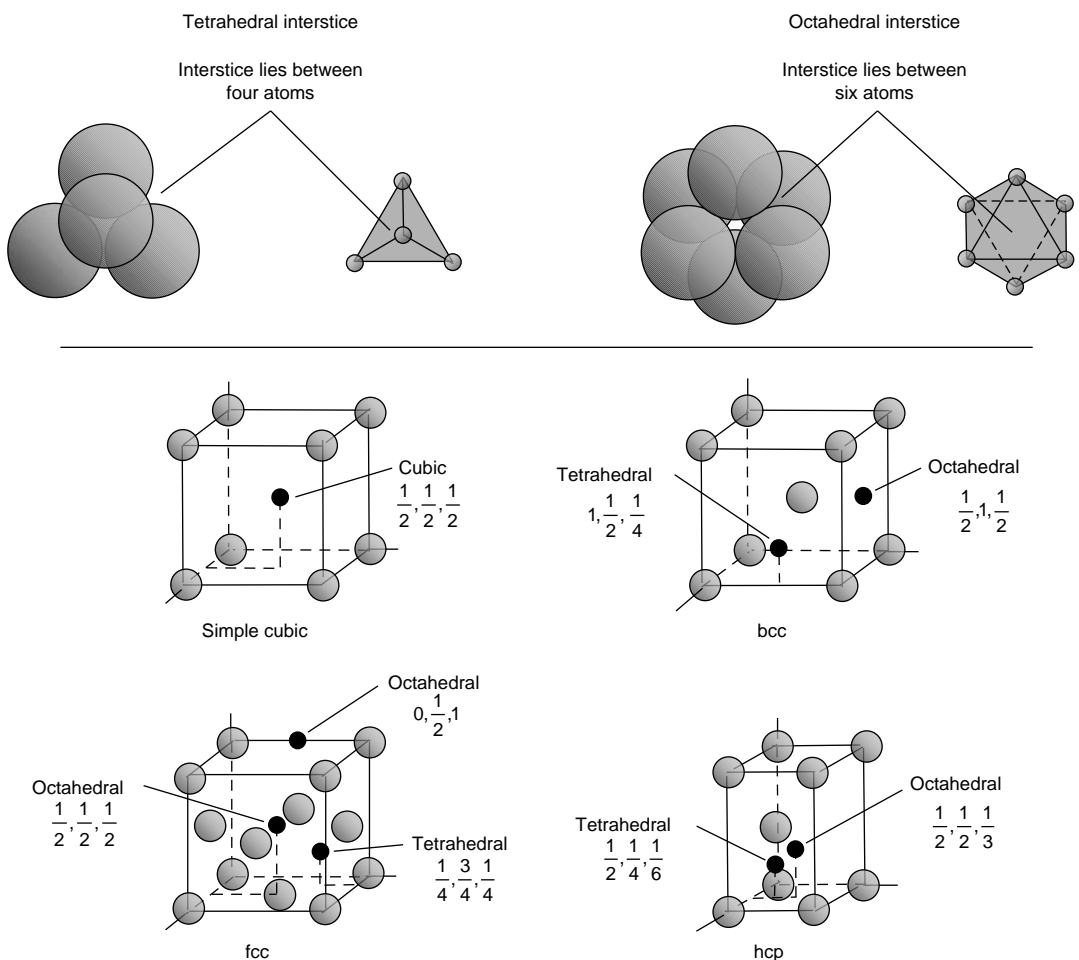 Tetrahedral interstice
Octahedral interstice
Interstice lies between
four atoms
Interstice lies between
six atoms
Cubic
1/2, 1/2, 1/2
Simple cubic
Tetrahedral
1, 1/2, 1/4
Octahedral
1/2, 1, 1/2
bcc
Octahedral
0, 1/2, 1
Octahedral
1/2, 1/2, 1/2
Tetrahedral
1/4, 3/4, 1/4
fcc
Octahedral
1/2, 1/2, 1/3
Tetrahedral
1/2, 1/4, 1/6
hcp